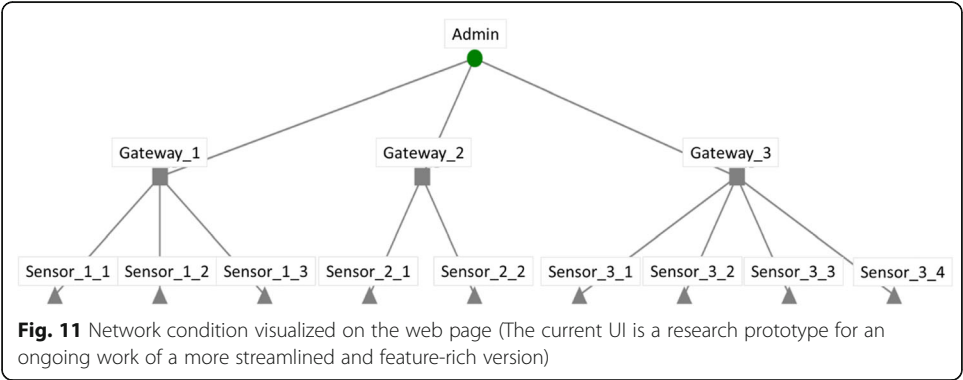 Admin
Gateway_1 Gateway_2 Gateway_3
Sensor_1_1 Sensor_1_2 Sensor_1_3 Sensor_2_1 Sensor_2_2 Sensor_3_1 Sensor_3_2 Sensor_3_3 Sensor_3_4
Fig. 11 Network condition visualized on the web page (The current UI is a research prototype for an
ongoing work of a more streamlined and feature-rich version)